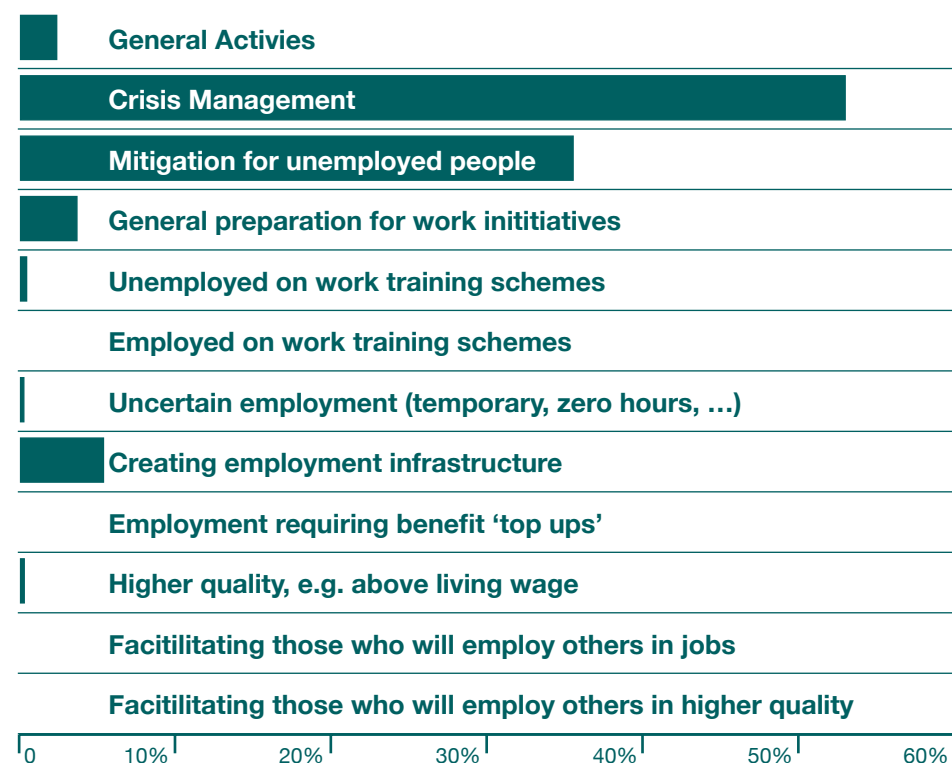 General Activies
Crisis Management
Mitigation for unemployed people
General preparation for work inititiatives
Unemployed on work training schemes
Employed on work training schemes
Uncertain employment (temporary, zero hours, …)
Creating employment infrastructure
Employment requiring benefit ‘top ups’
Higher quality, e.g. above living wage
Facitilitating those who will employ others in jobs
Facitilitating those who will employ others in higher quality
0 10% 20% 30% 40% 50% 60%